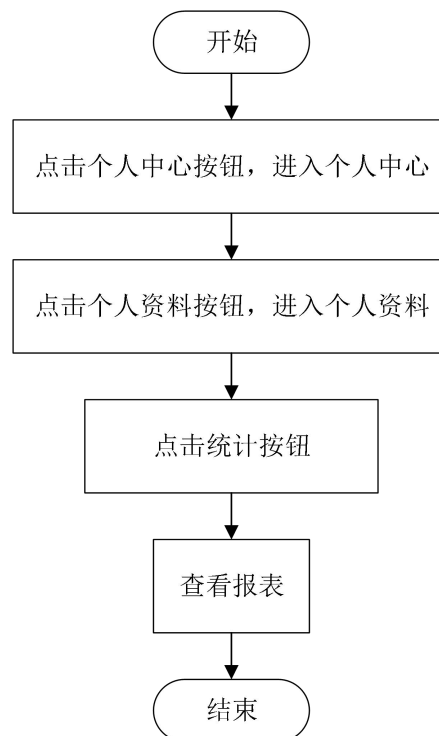 开始
点击个人中心按钮，进入个人中心
点击个人资料按钮，进入个人资料
点击统计按钮
查看报表
结束